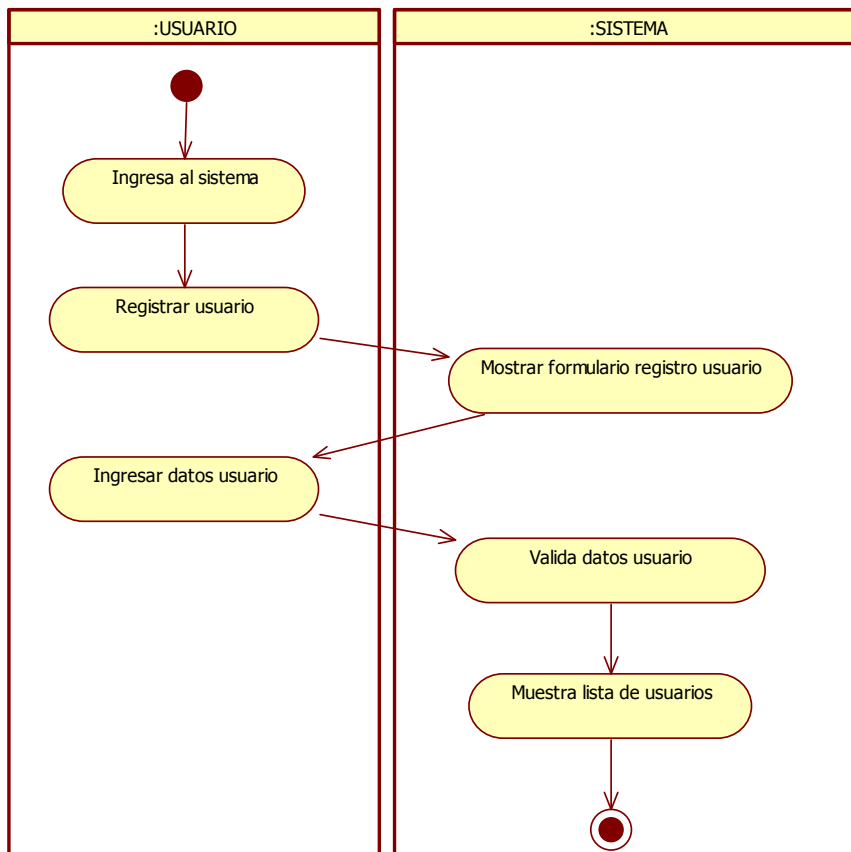 :USUARIO
:SISTEMA
Ingresa al sistema
Registrar usuario
Mostrar formulario registro usuario
Ingresar datos usuario
Valida datos usuario
Muestra lista de usuarios